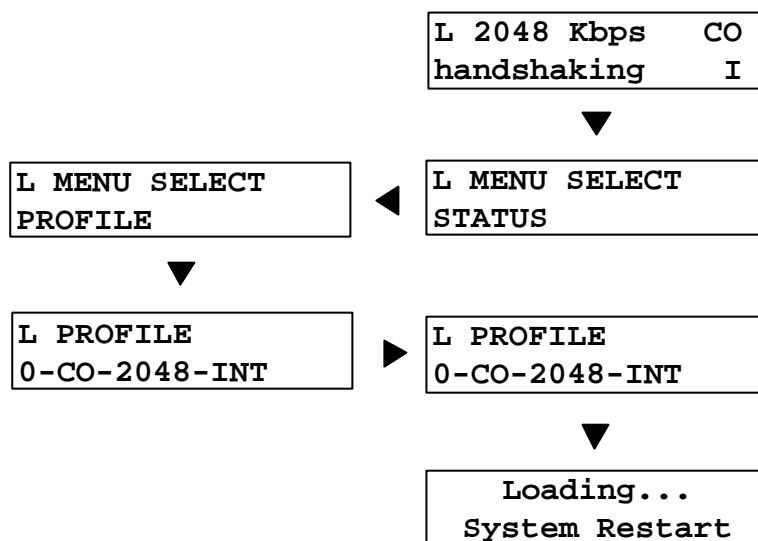 L 2048 Kbps CO
handshaking I
L MENU SELECT
STATUS
L MENU SELECT
PROFILE
L PROFILE
0-CO-2048-INT
L PROFILE
0-CO-2048-INT
Loading...
System Restart